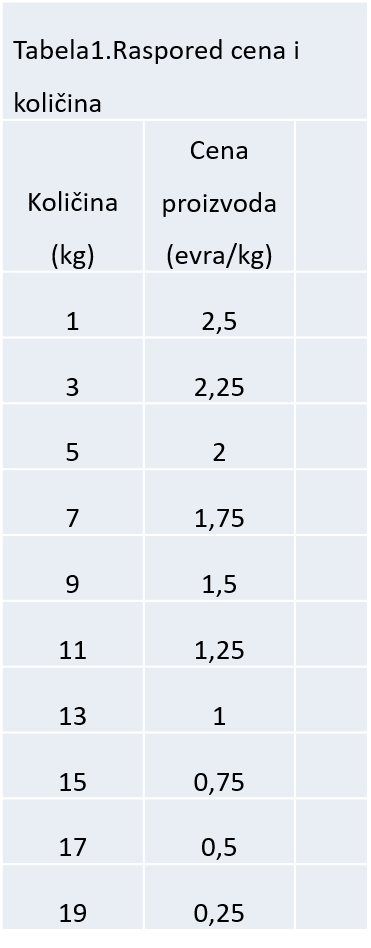 Tabela1.Raspored cena i
količina
Količina
(kg)
Cena
proizvoda
(evra/kg)
1 2,5
3 2,25
5 2
7 1,75
9 1,5
11 1,25
13 1
15 0,75
17 0,5
19 0,25